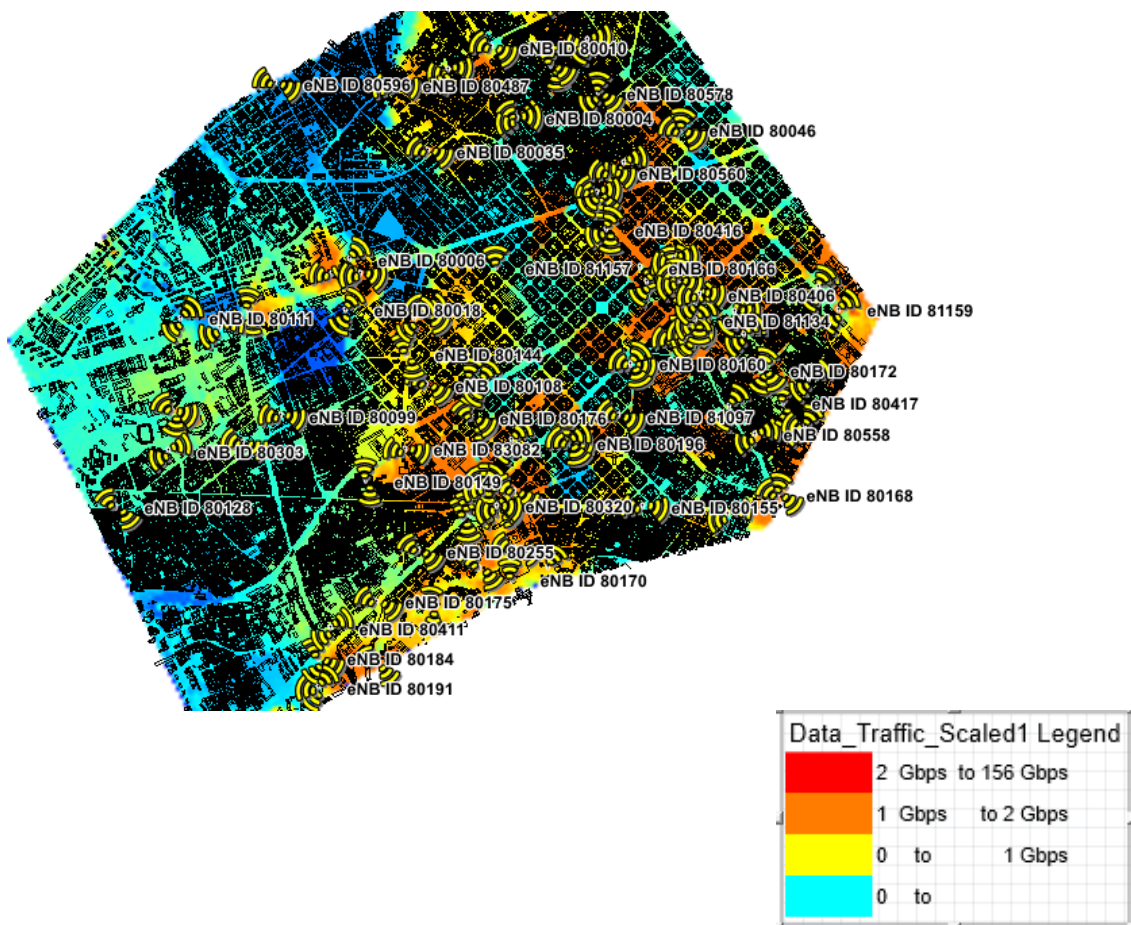 eNB ID 80010
eNB ID 80596
eNB ID 80487
eNB ID 80578
eNB ID 80004
eNB ID 80046
eNB ID 80035
eNB ID 80560
eNB ID 80416
eNB ID 80006
eNB ID 81157
eNB ID 80166
eNB ID 80406
eNB ID 81159
eNB ID 80018
eNB ID 80111
eNB ID 81134
eNB ID 80144
eNB ID 80160
eNB ID 80172
eNB ID 80108
eNB ID 80417
eNB ID 80099
eNB ID 80176
eNB ID 81097
eNB ID 80558
eNB ID 80196
eNB ID 80303
eNB ID 83082
eNB ID 80149
eNB ID 80168
eNB ID 80128
eNB ID 80320
eNB ID 80155
eNB ID 80255
eNB ID 80170
eNB ID 80175
eNB ID 80411
eNB ID 80184
eNB ID 80191
Data_Traffic_Scaled1 Legend
2 Gbps to 156 Gbps
1 Gbps to 2 Gbps
0 to 1 Gbps
0 to